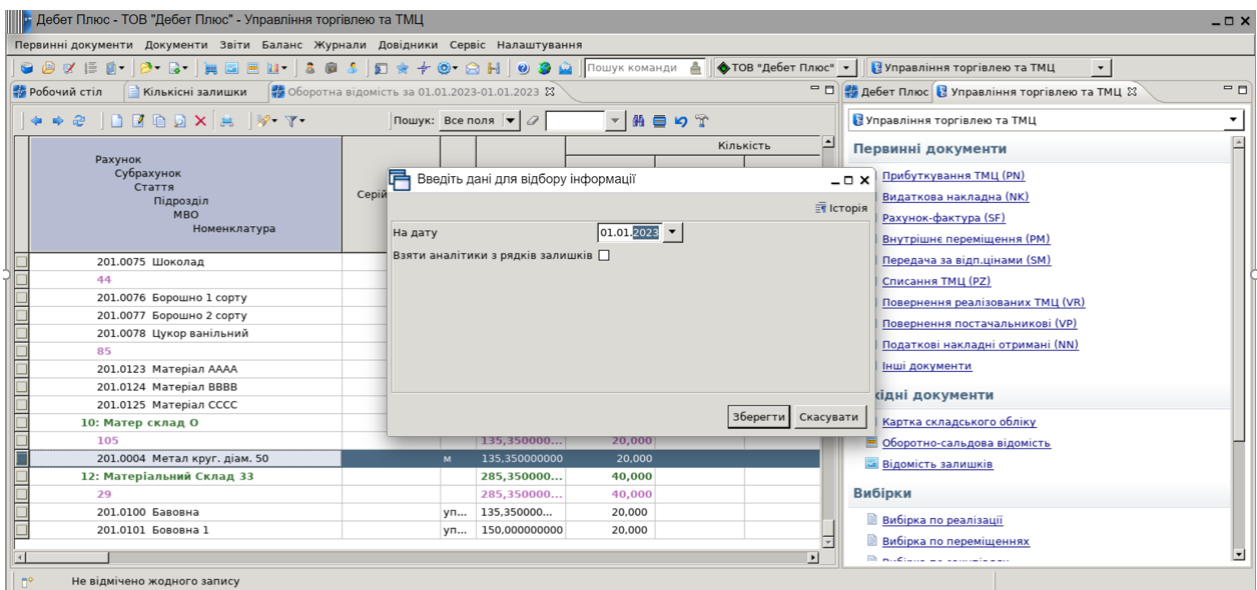 Дебет Плюс - ТОВ "Дебет Плюс" - Управління торгівлею та ТМЦ
Первинні документи Документи Звіти Баланс Журнали Довідники Сервіс Налаштування
Пошук команди ТОВ "Дебет Плюс" Управління торгівлею та ТМЦ
Робочий стіл Кількісні залишки Оборотна відомість за 01.01.2023-01.01.2023
Дебет Плюс Управління торгівлею та ТМЦ
Пошук: Все поля
Управління торгівлею та ТМЦ
Рахунок
Субрахунок
Стаття
Підрозділ
МВО
Номенклатура
Серій
Кількість
201.0075 Шоколад
44
201.0076 Борошно 1 сорту
201.0077 Борошно 2 сорту
201.0078 Цукор ванільний
85
201.0123 Матеріал АААА
201.0124 Матеріал BBBB
201.0125 Матеріал СССС
10: Матер склад О
105 135,350000... 20,000
201.0004 Метал круг. діам. 50 м 135,350000000 20,000
12: Матеріальний Склад 33 285,350000... 40,000
29 285,350000... 40,000
201.0100 Бавовна уп... 135,350000... 20,000
201.0101 Бововна 1 уп... 150,000000000 20,000
Введіть дані для відбору інформації
Історія
На дату 01.01.2023
Взяти аналітики з рядків залишків
Зберегти Скасувати
Первинні документи
Прибуткування ТМЦ (PN)
Видаткова накладна (NK)
Рахунок-фактура (SF)
Внутрішнє переміщення (PM)
Передача за відп.цінами (SM)
Списання ТМЦ (PZ)
Повернення реалізованих ТМЦ (VR)
Повернення постачальникові (VP)
Податкові накладні отримані (NN)
Інші документи
ідні документи
Картка складського обліку
Оборотно-сальдова відомість
Відомість залишків
Вибірки
Вибірка по реалізації
Вибірка по переміщеннях
Не відмічено жодного запису